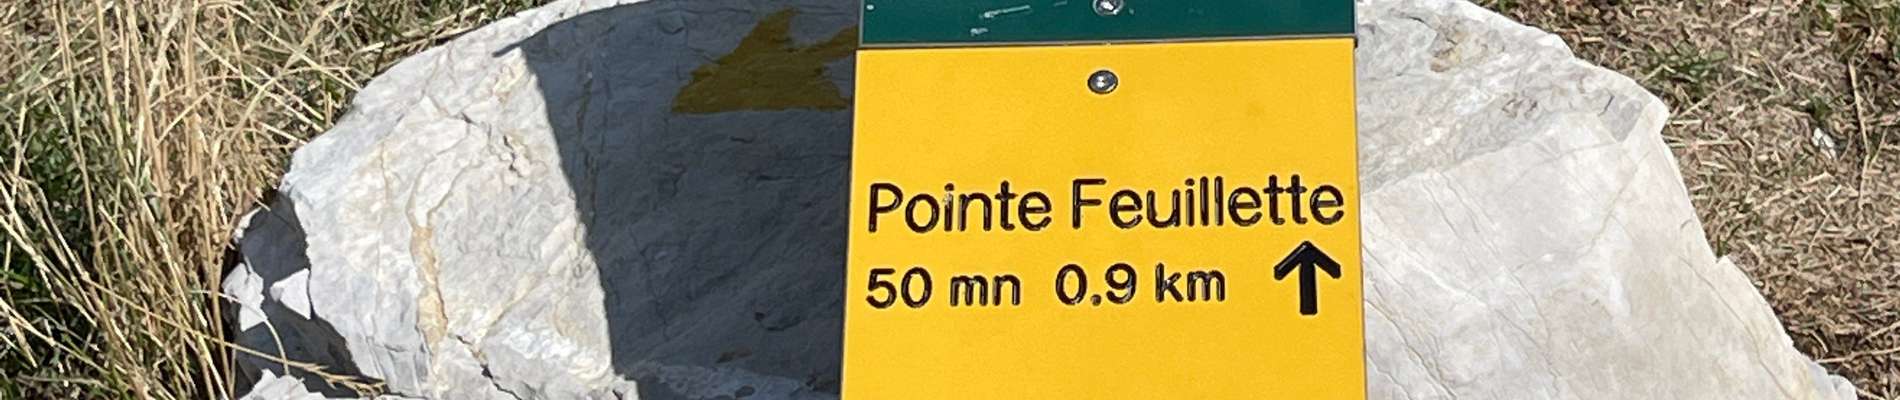 Pointe Feuillette
50 mn 0.9 km ↑